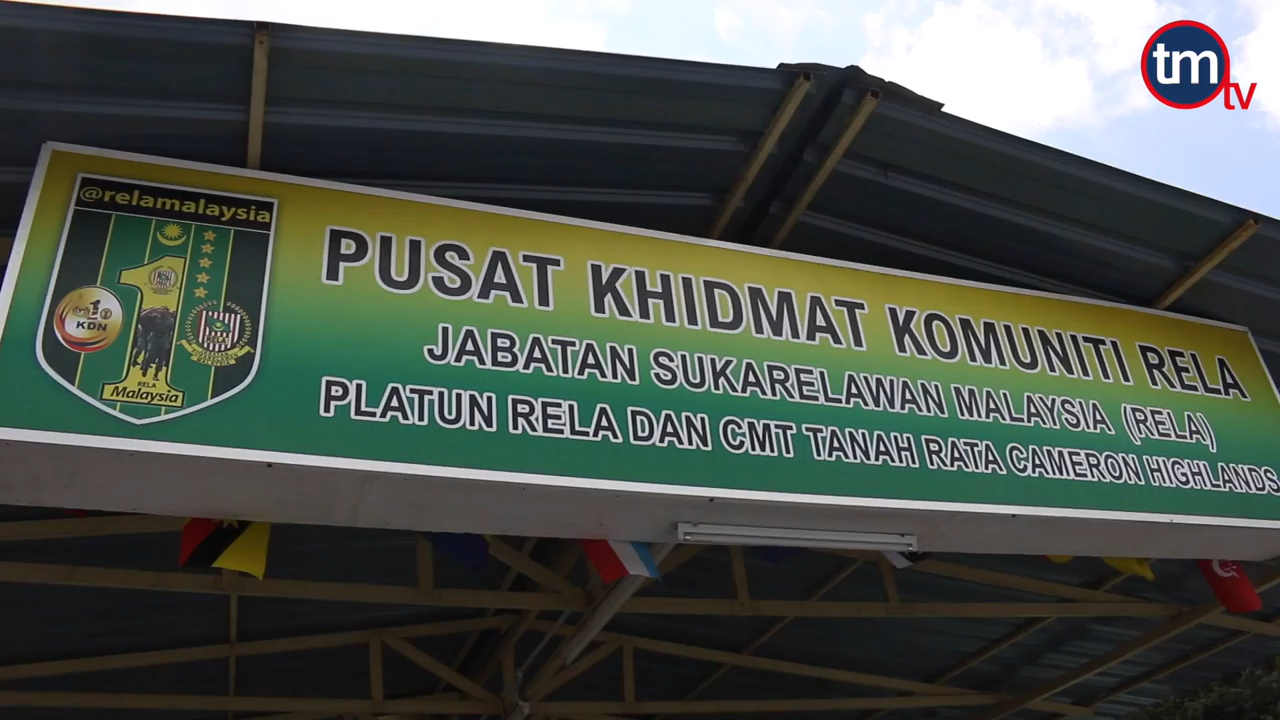 tm
tv
@relamalaysia
KDN
RELA
Malaysia
PUSAT KHIDMAT KOMUNITI RELA
JABATAN SUKARELAWAN MALAYSIA (RELA)
PLATUN RELA DAN CMT TANAH RATA CAMERON HIGHLANDS